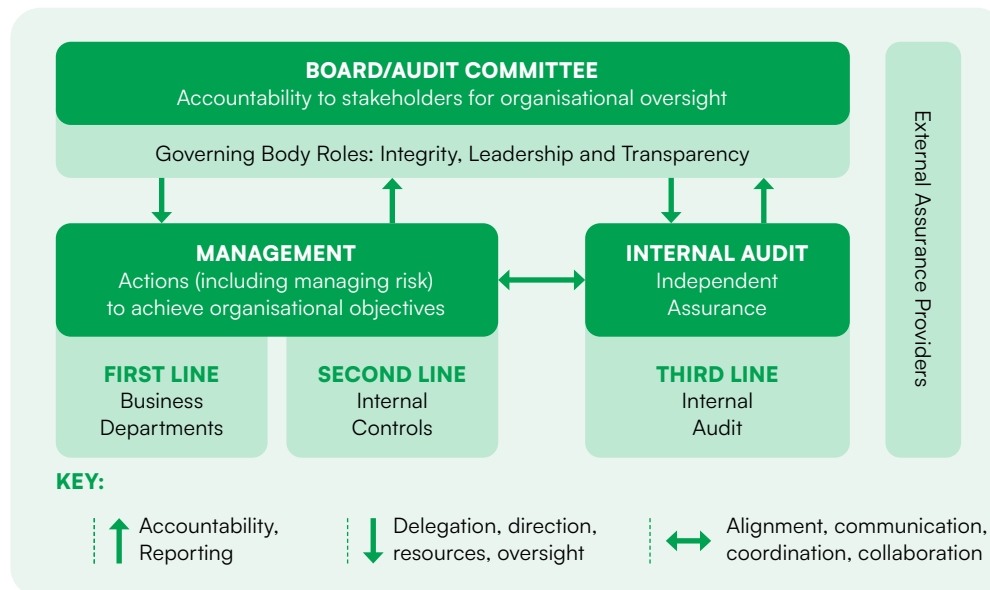 BOARD/AUDIT COMMITTEE
Accountability to stakeholders for organisational oversight
Governing Body Roles: Integrity, Leadership and Transparency
MANAGEMENT
Actions (including managing risk)
to achieve organisational objectives
INTERNAL AUDIT
Independent
Assurance
FIRST LINE
Business
Departments
SECOND LINE
Internal
Controls
THIRD LINE
Internal
Audit
External Assurance Providers
KEY:
Accountability,
Reporting
Delegation, direction,
resources, oversight
Alignment, communication,
coordination, collaboration